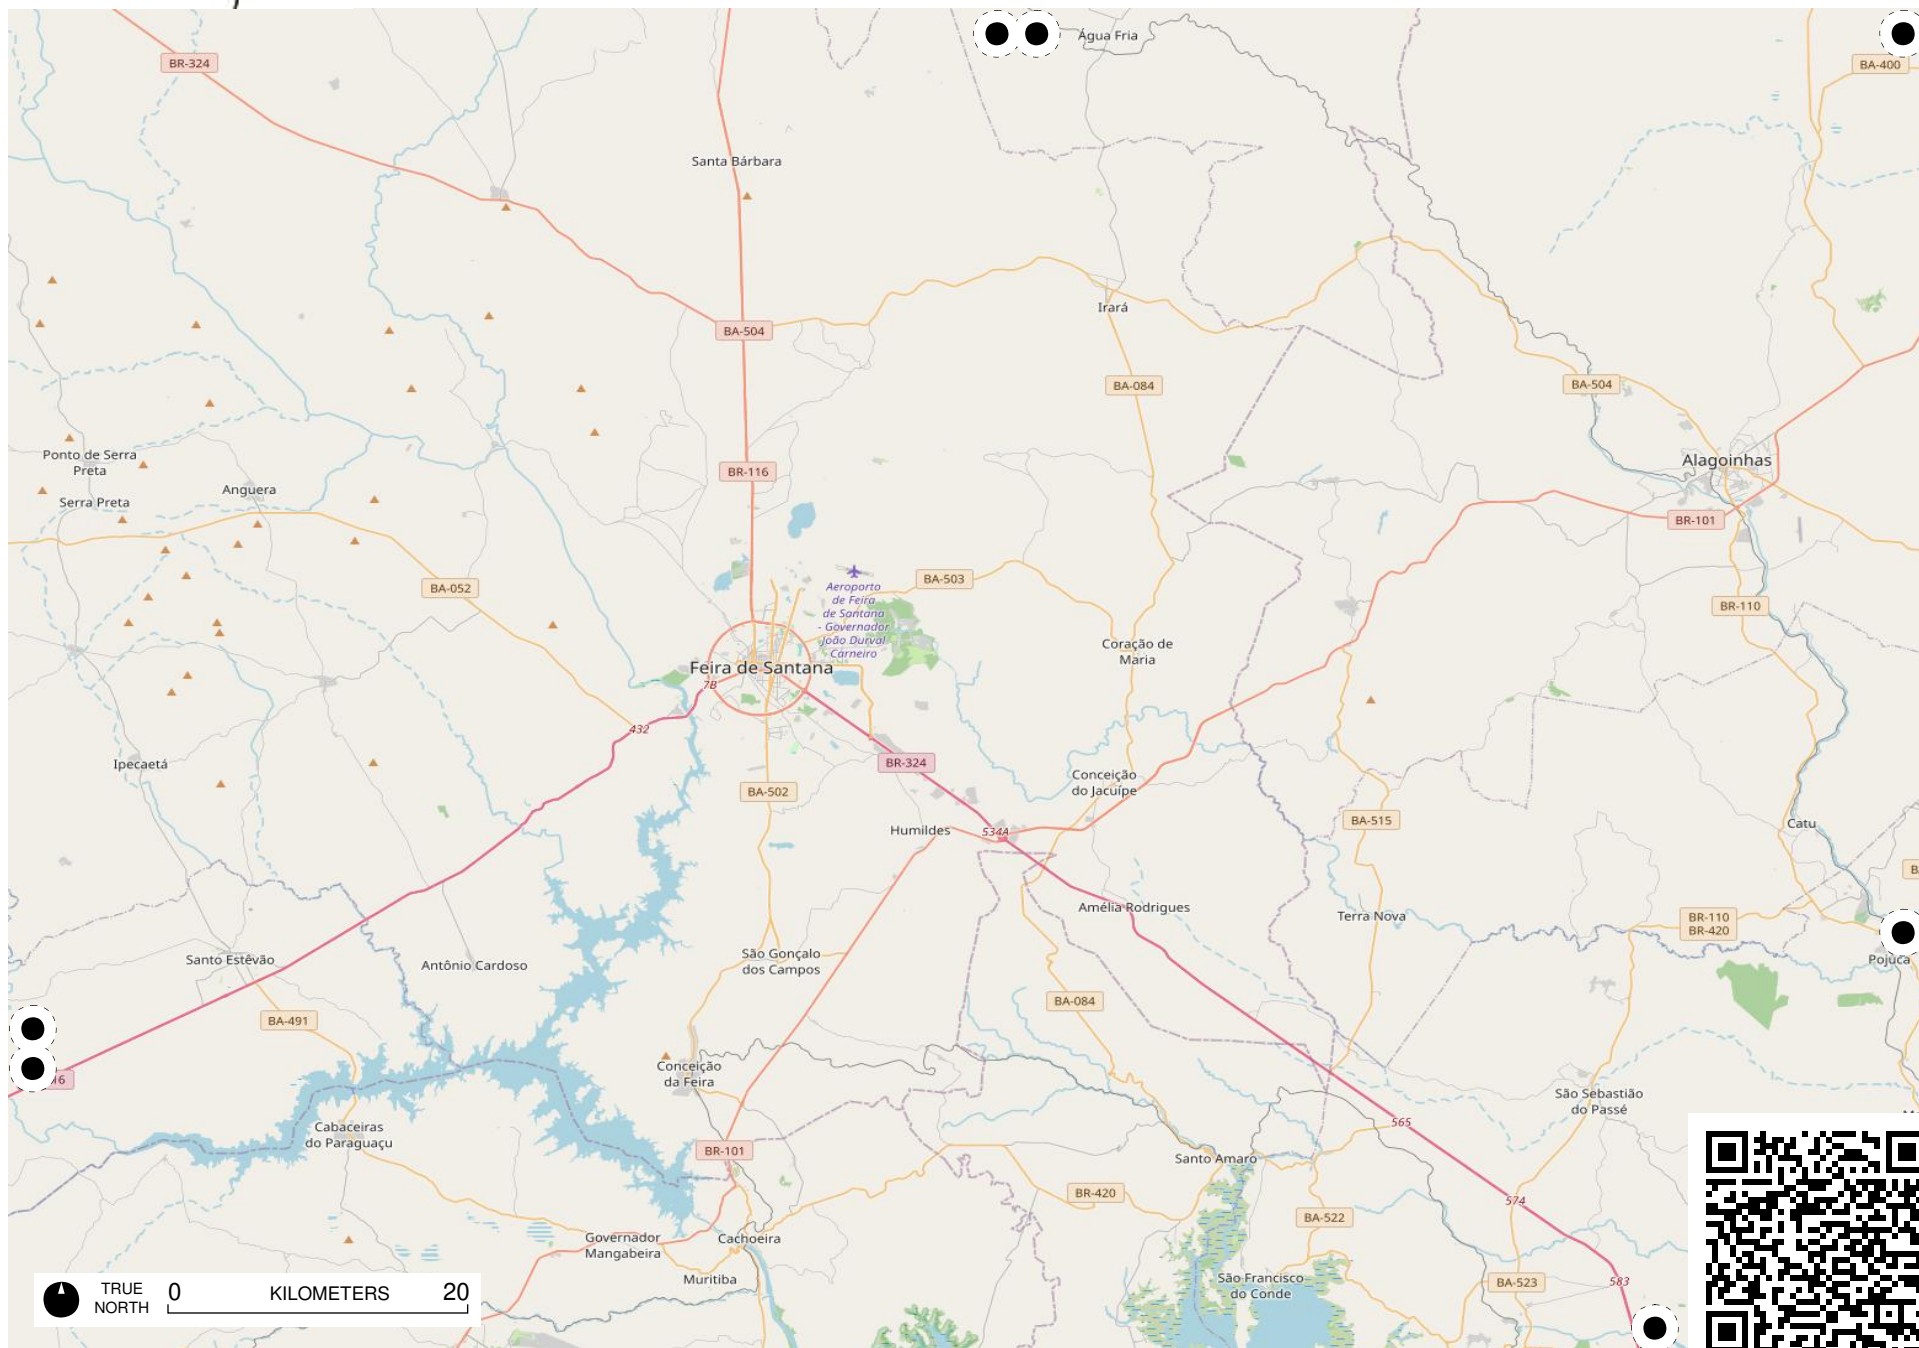 Água Fria
BR-324
BA-400
Santa Bárbara
Irará
BA-504
BA-084
BA-504
Ponto de Serra
Preta
Alagoinhas
BR-116
Anguera
Serra Preta
BR-101
Aeroporto
de Feira
de Santana
- Governador
João Durval
Carneiro
BA-503
BA-052
BR-110
Coração de
Maria
Feira de Santana
7B
432
Ipecaetá
BR-324
Conceição
do Jacuípe
BA-502
BA-515
Catu
Humildes
534A
Amélia Rodrigues
Terra Nova
BR-110
BR-420
Santo Estêvão
Antônio Cardoso
São Gonçalo
dos Campos
Pojuca
BA-084
BA-491
Conceição
da Feira
São Sebastião
do Passé
Cabaceiras
do Paraguaçu
565
BR-101
Santo Amaro
BR-420
574
BA-522
Governador
Mangabeira
Cachoeira
Muritiba
São Francisco
do Conde
BA-523
583
TRUE
NORTH
0 KILOMETERS 20